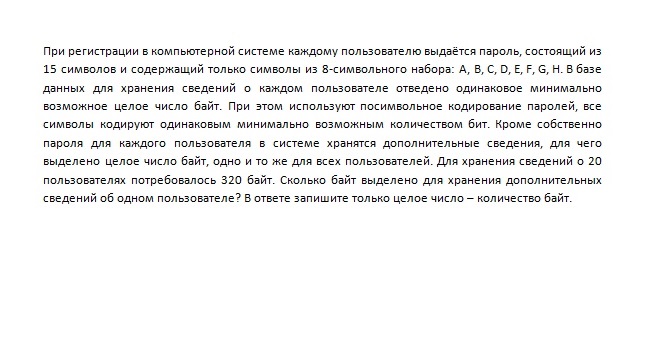 При регистрации в компьютерной системе каждому пользователю выдаётся пароль, состоящий из
15 символов и содержащий только символы из 8-символьного набора: A, B, C, D, E, F, G, H. В базе
данных для хранения сведений о каждом пользователе отведено одинаковое минимально
возможное целое число байт. При этом используют посимвольное кодирование паролей, все
символы кодируют одинаковым минимально возможным количеством бит. Кроме собственно
пароля для каждого пользователя в системе хранятся дополнительные сведения, для чего
выделено целое число байт, одно и то же для всех пользователей. Для хранения сведений о 20
пользователях потребовалось 320 байт. Сколько байт выделено для хранения дополнительных
сведений об одном пользователе? В ответе запишите только целое число – количество байт.